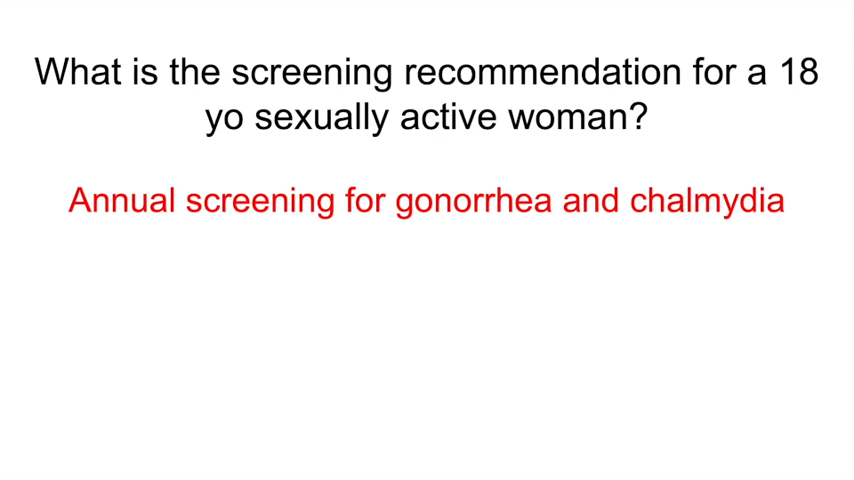 What is the screening recommendation for a 18
yo sexually active woman?
Annual screening for gonorrhea and chalmydia